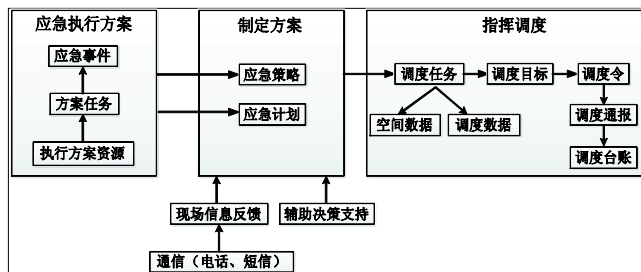 应急执行方案
应急事件
方案任务
执行方案资源
制定方案
应急策略
应急计划
指挥调度
调度任务
调度目标
调度令
空间数据
调度数据
调度通报
调度台账
现场信息反馈
辅助决策支持
通信（电话、短信）